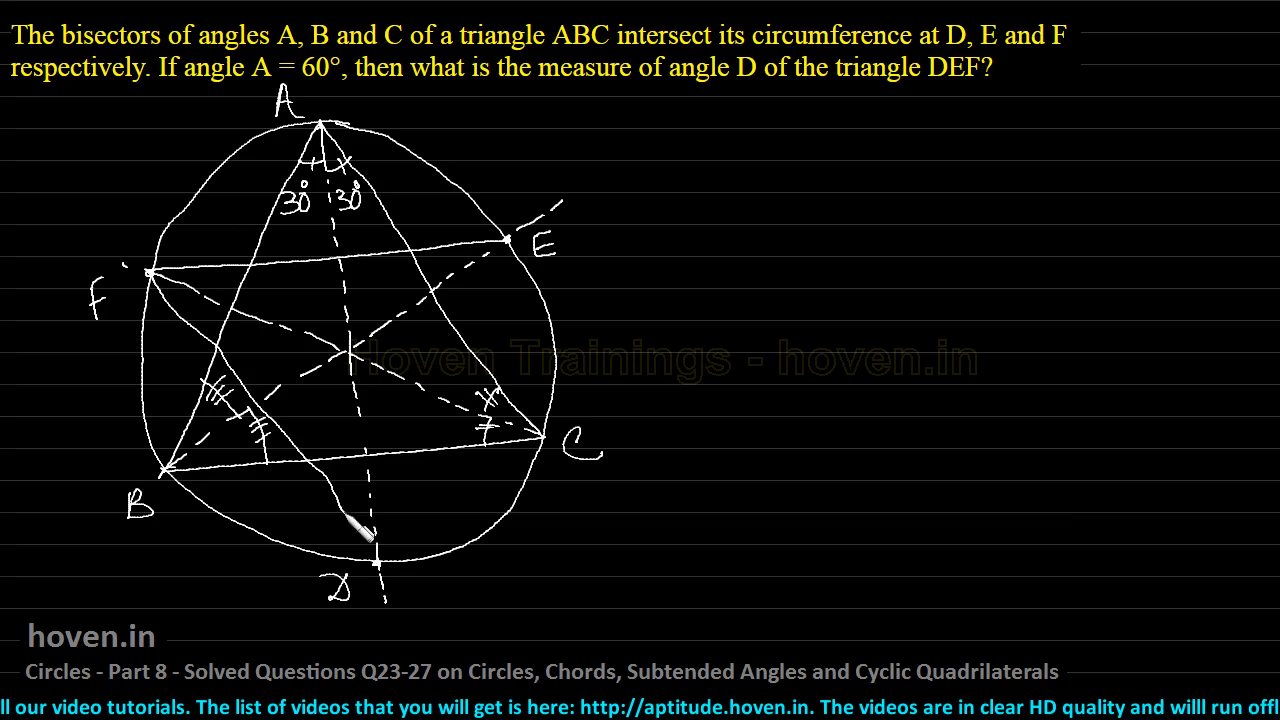 The bisectors of angles A, B and C of a triangle ABC intersect its circumference at D, E and F
respectively. If angle A = 60°, then what is the measure of angle D of the triangle DEF?
A
30° 30°
E
F
Hoven Trainings - hoven.in
C
B
D
hoven.in
Circles - Part 8 - Solved Questions Q23-27 on Circles, Chords, Subtended Angles and Cyclic Quadrilaterals
ll our video tutorials. The list of videos that you will get is here: http://aptitude.hoven.in. The videos are in clear HD quality and willl run offl